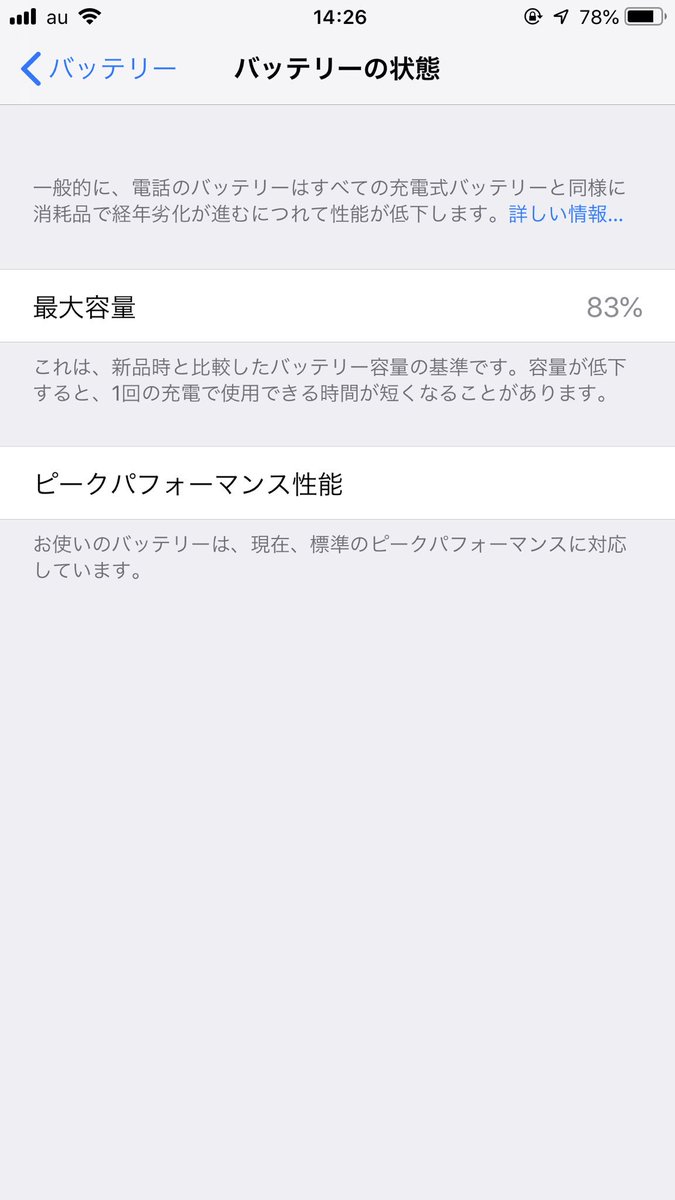 au 14:26 78%
バッテリー バッテリーの状態
一般的に、電話のバッテリーはすべての充電式バッテリーと同様に
消耗品で経年劣化が進むにつれて性能が低下します。詳しい情報...
最大容量 83%
これは、新品時と比較したバッテリー容量の基準です。容量が低下
すると、1回の充電で使用できる時間が短くなることがあります。
ピークパフォーマンス性能
お使いのバッテリーは、現在、標準のピークパフォーマンスに対応
しています。